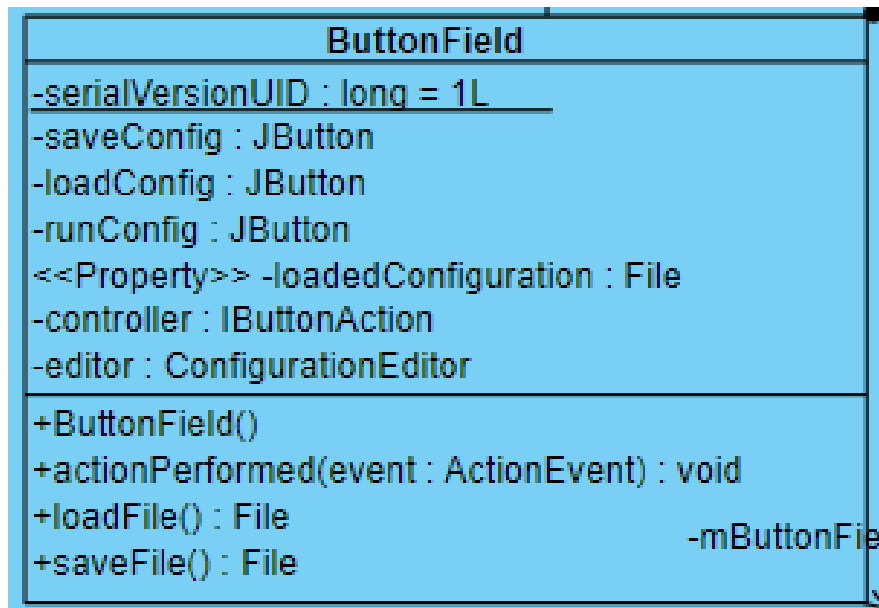 ButtonField
-serialVersionUID : long = 1L
-saveConfig : JButton
-loadConfig : JButton
-runConfig : JButton
<<Property>> -loadedConfiguration : File
-controller : IButtonAction
-editor : ConfigurationEditor
+ButtonField()
+actionPerformed(event : ActionEvent) : void
+loadFile() : File
-mButtonFie
+saveFile() : File